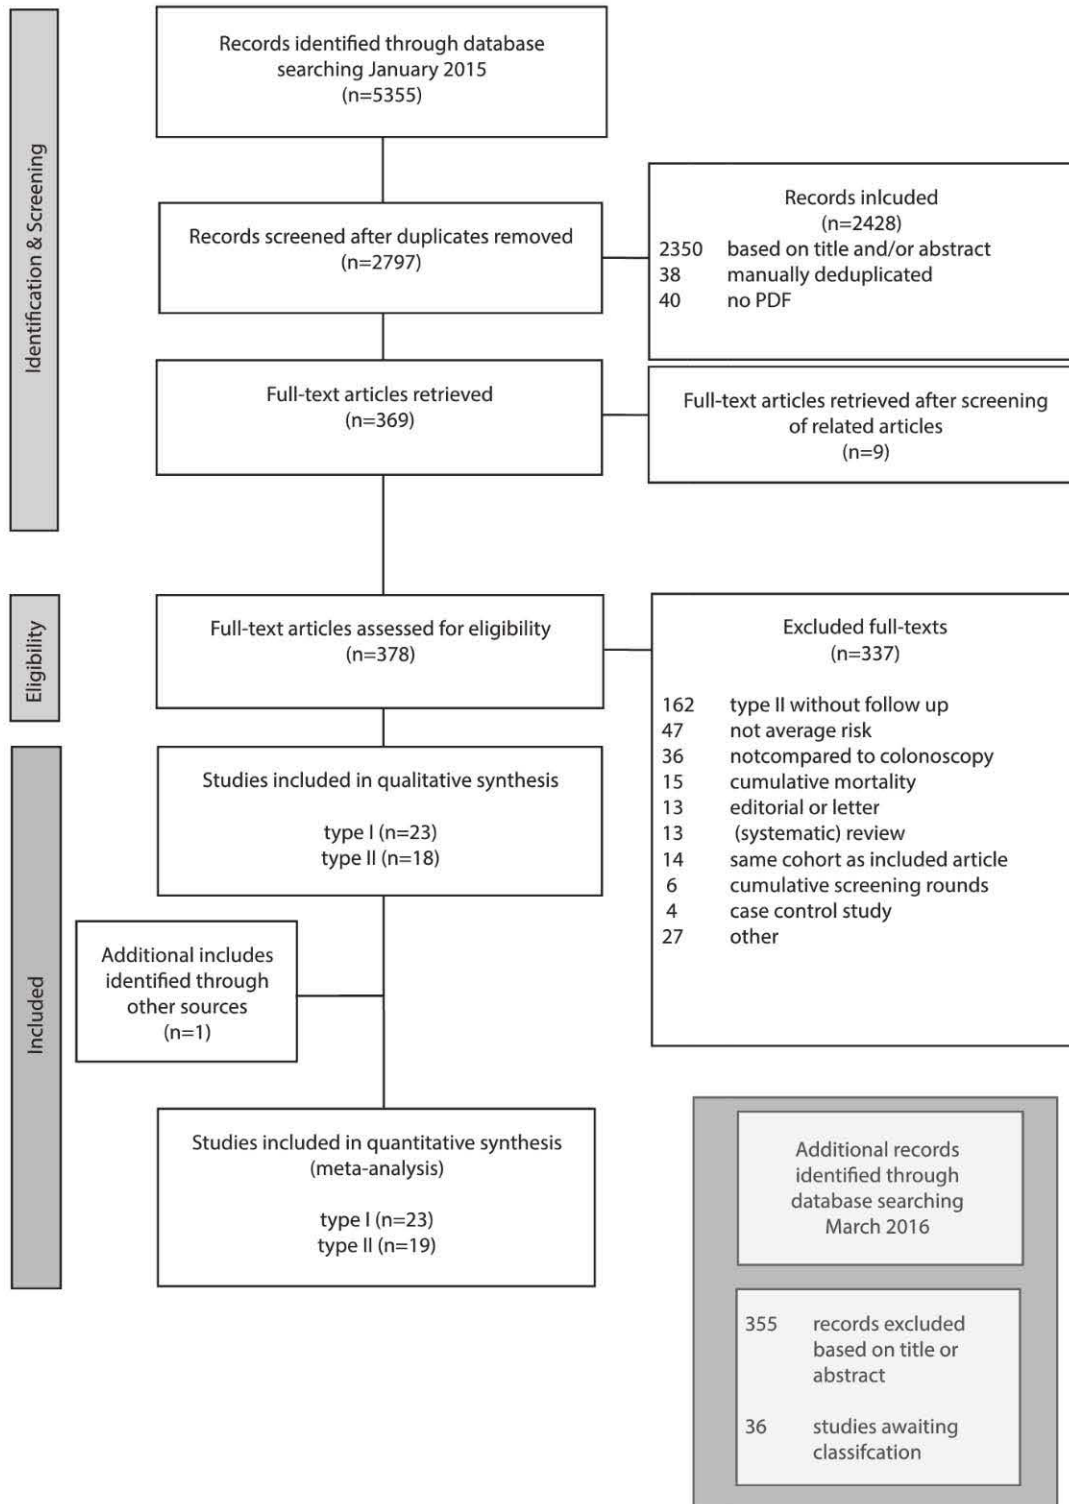 Identification & Screening
Records identified through database
searching January 2015
(n=5355)
Records screened after duplicates removed
(n=2797)
Records inlcuded
(n=2428)
2350 based on title and/or abstract
38 manually deduplicated
40 no PDF
Full-text articles retrieved
(n=369)
Full-text articles retrieved after screening
of related articles
(n=9)
Eligibility
Full-text articles assessed for eligibility
(n=378)
Excluded full-texts
(n=337)
162 type II without follow up
47 not average risk
36 notcompared to colonoscopy
15 cumulative mortality
13 editorial or letter
13 (systematic) review
14 same cohort as included article
6 cumulative screening rounds
4 case control study
27 other
Included
Studies included in qualitative synthesis
type I (n=23)
type II (n=18)
Additional includes
identified through
other sources
(n=1)
Studies included in quantitative synthesis
(meta-analysis)
type I (n=23)
type II (n=19)
Additional records
identified through
database searching
March 2016
355 records excluded
based on title or
abstract
36 studies awaiting
classifcation